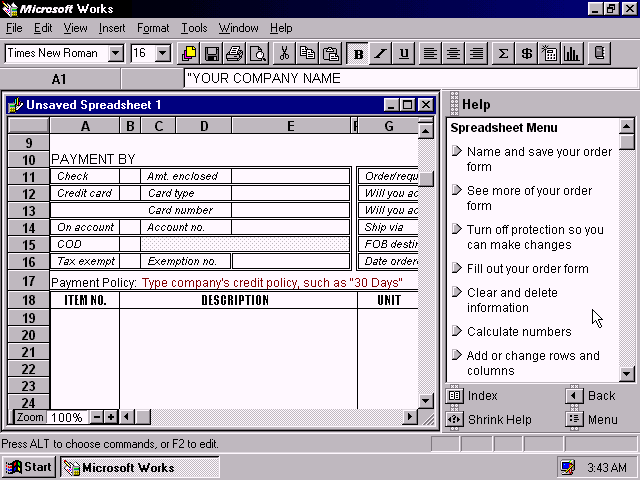 Microsoft Works
File Edit View Insert Format Tools Window Help
Times New Roman 16 B I U Σ $
A1 "YOUR COMPANY NAME
Unsaved Spreadsheet 1
A B C D E F G
9
10 PAYMENT BY
11 Check Amt. enclosed Order/requ
12 Credit card Card type Will you ac
13 Card number Will you ac
14 On account Account no. Ship via
15 COD FOB destin
16 Tax exempt Exemption no. Date order
17 Payment Policy: Type company's credit policy, such as "30 Days"
18 ITEM NO. DESCRIPTION UNIT
19
20
21
22
23
24
Zoom 100%
Help
Spreadsheet Menu
Name and save your order
form
See more of your order
form
Turn off protection so you
can make changes
Fill out your order form
Clear and delete
information
Calculate numbers
Add or change rows and
columns
Index Back
Shrink Help Menu
Press ALT to choose commands, or F2 to edit.
Start Microsoft Works 3:43 AM